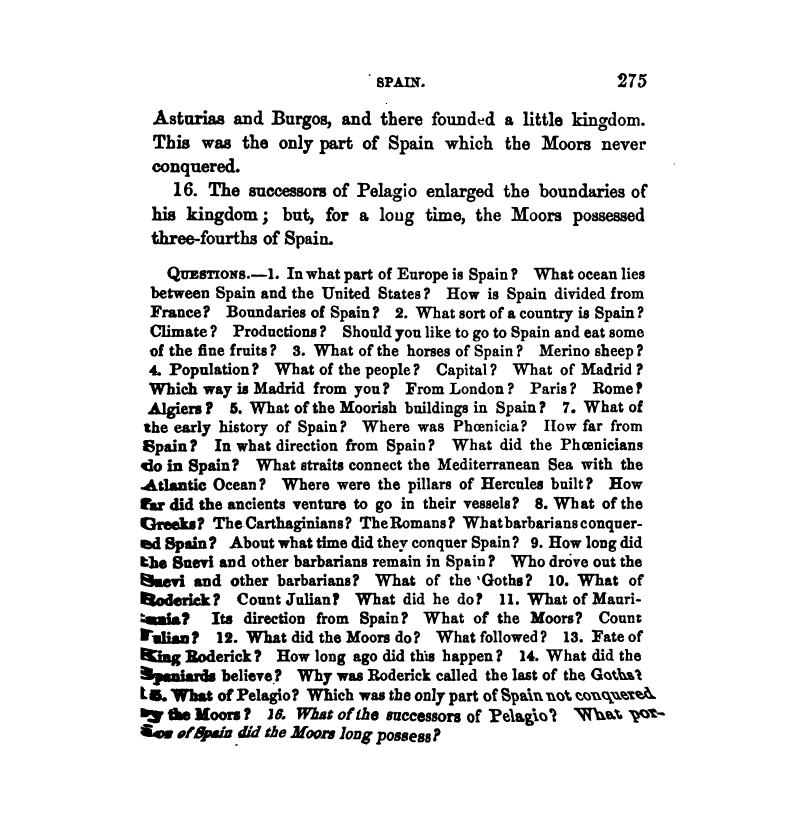 SPAIN. 275
Asturias and Burgos, and there founded a little kingdom.
This was the only part of Spain which the Moors never
conquered.
16. The successors of Pelagio enlarged the boundaries of
his kingdom; but, for a long time, the Moors possessed
three-fourths of Spain.
QUESTIONS.—1. In what part of Europe is Spain? What ocean lies
between Spain and the United States? How is Spain divided from
France? Boundaries of Spain? 2. What sort of a country is Spain?
Climate? Productions? Should you like to go to Spain and eat some
of the fine fruits? 3. What of the horses of Spain? Merino sheep?
4. Population? What of the people? Capital? What of Madrid?
Which way is Madrid from you? From London? Paris? Rome?
Algiers? 5. What of the Moorish buildings in Spain? 7. What of
the early history of Spain? Where was Phœnicia? How far from
Spain? In what direction from Spain? What did the Phœnicians
do in Spain? What straits connect the Mediterranean Sea with the
Atlantic Ocean? Where were the pillars of Hercules built? How
far did the ancients venture to go in their vessels? 8. What of the
Greeks? The Carthaginians? The Romans? What barbarians conquer-
ed Spain? About what time did they conquer Spain? 9. How long did
the Suevi and other barbarians remain in Spain? Who drove out the
Suevi and other barbarians? What of the Goths? 10. What of
Roderick? Count Julian? What did he do? 11. What of Mauri-
tania? Its direction from Spain? What of the Moors? Count
Julian? 12. What did the Moors do? What followed? 13. Fate of
King Roderick? How long ago did this happen? 14. What did the
Spaniards believe? Why was Roderick called the last of the Goths?
15. What of Pelagio? Which was the only part of Spain not conquered
by the Moors? 16. What of the successors of Pelagio? What por-
tion of Spain did the Moors long possess?